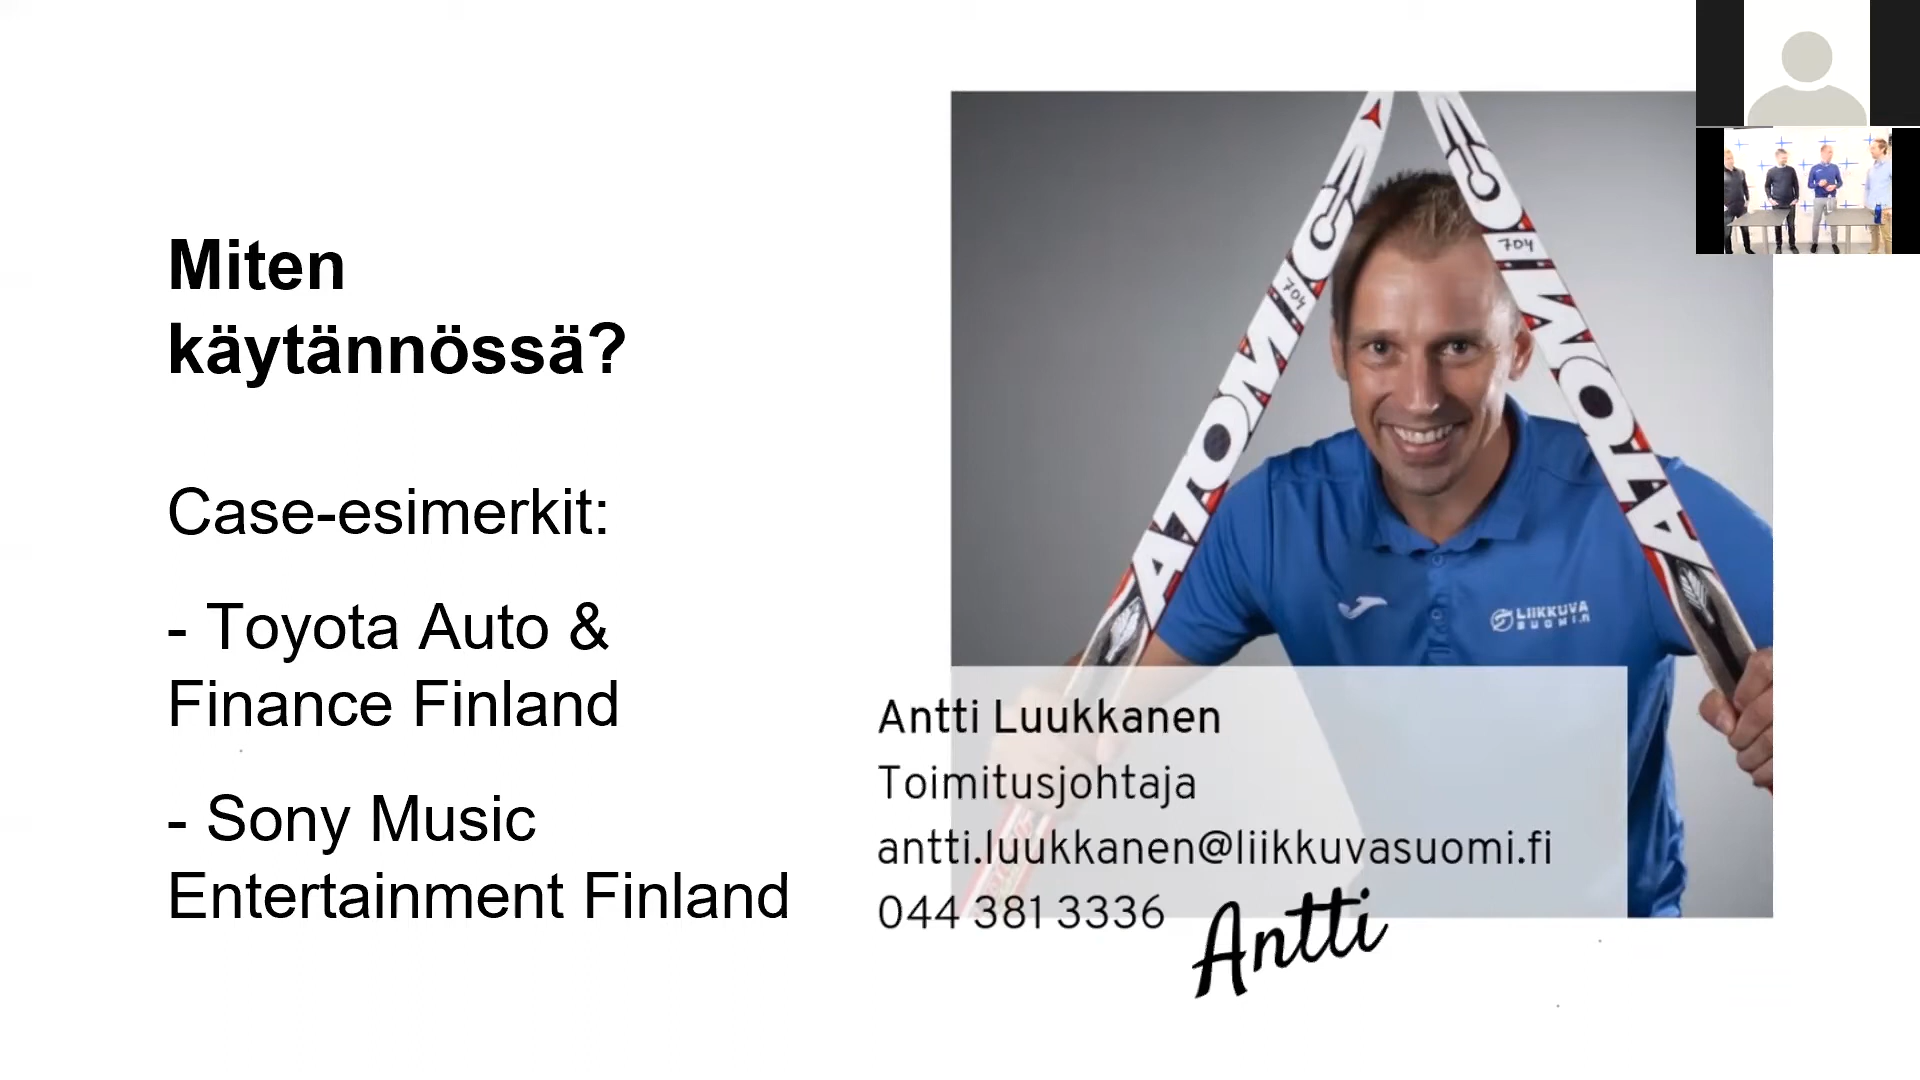 Miten
käytännössä?
Case-esimerkit:
- Toyota Auto &
Finance Finland
- Sony Music
Entertainment Finland
ATOMIC
704
ATOMIC
704
LIIKKUVA
SUOMI.fi
Antti Luukkanen
Toimitusjohtaja
antti.luukkanen@liikkuvasuomi.fi
044 381 3336
Antti